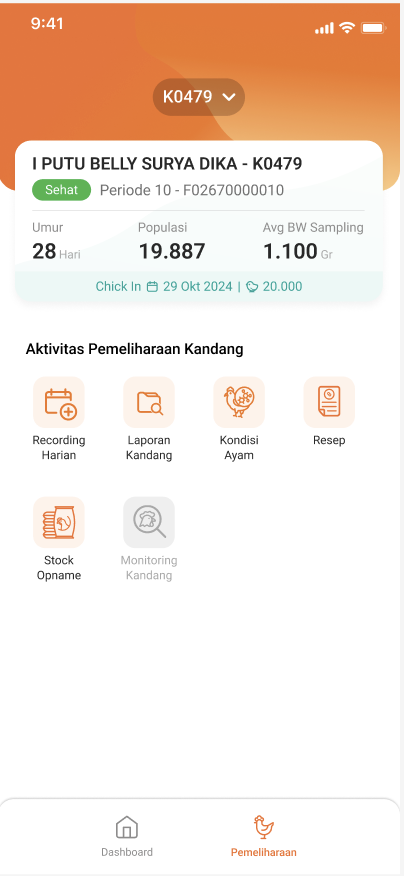 9:41
K0479
I PUTU BELLY SURYA DIKA - K0479
Sehat Periode 10 - F02670000010
Umur Populasi Avg BW Sampling
28 Hari 19.887 1.100 Gr
Chick In 29 Okt 2024 | 20.000
Aktivitas Pemeliharaan Kandang
Recording Harian
Laporan Kandang
Kondisi Ayam
Resep
Stock Opname
Monitoring Kandang
Dashboard Pemeliharaan